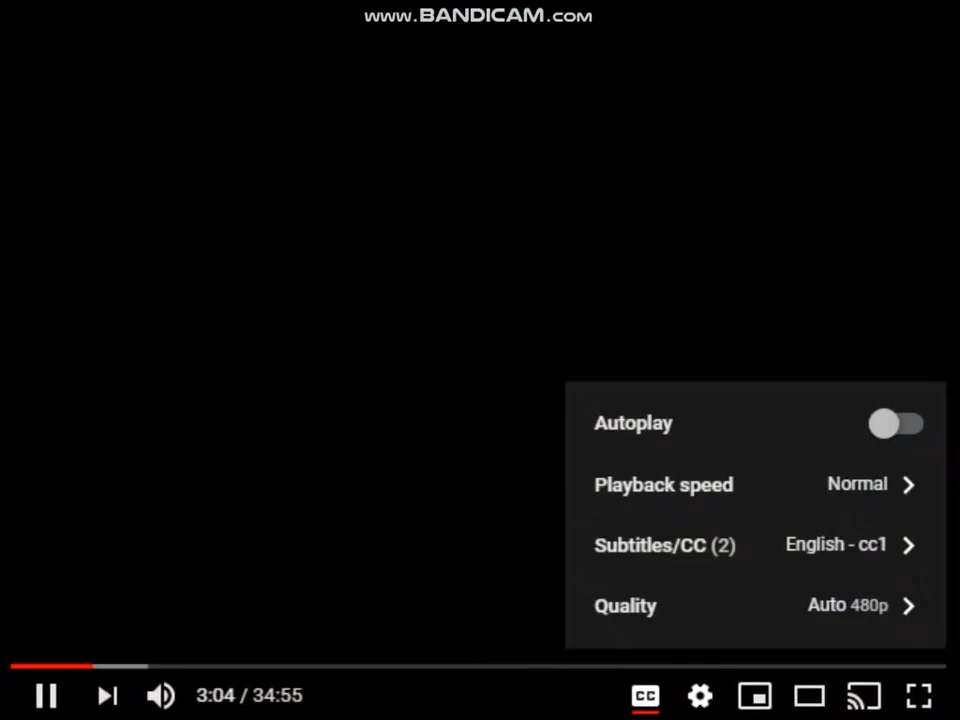 www.BANDICAM.COM
Autoplay
Playback speed Normal
Subtitles/CC (2) English - cc1
Quality Auto 480p
3:04 / 34:55 CC